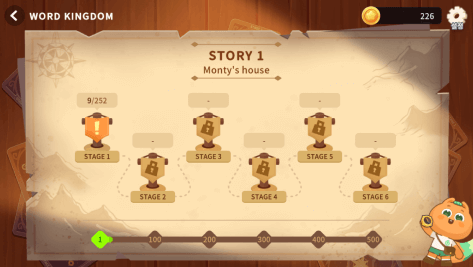 WORD KINGDOM
226
STORY 1
Monty's house
9/252
-
-
-
-
-
!
STAGE 1
STAGE 2
STAGE 3
STAGE 4
STAGE 5
STAGE 6
1
100
200
300
400
500